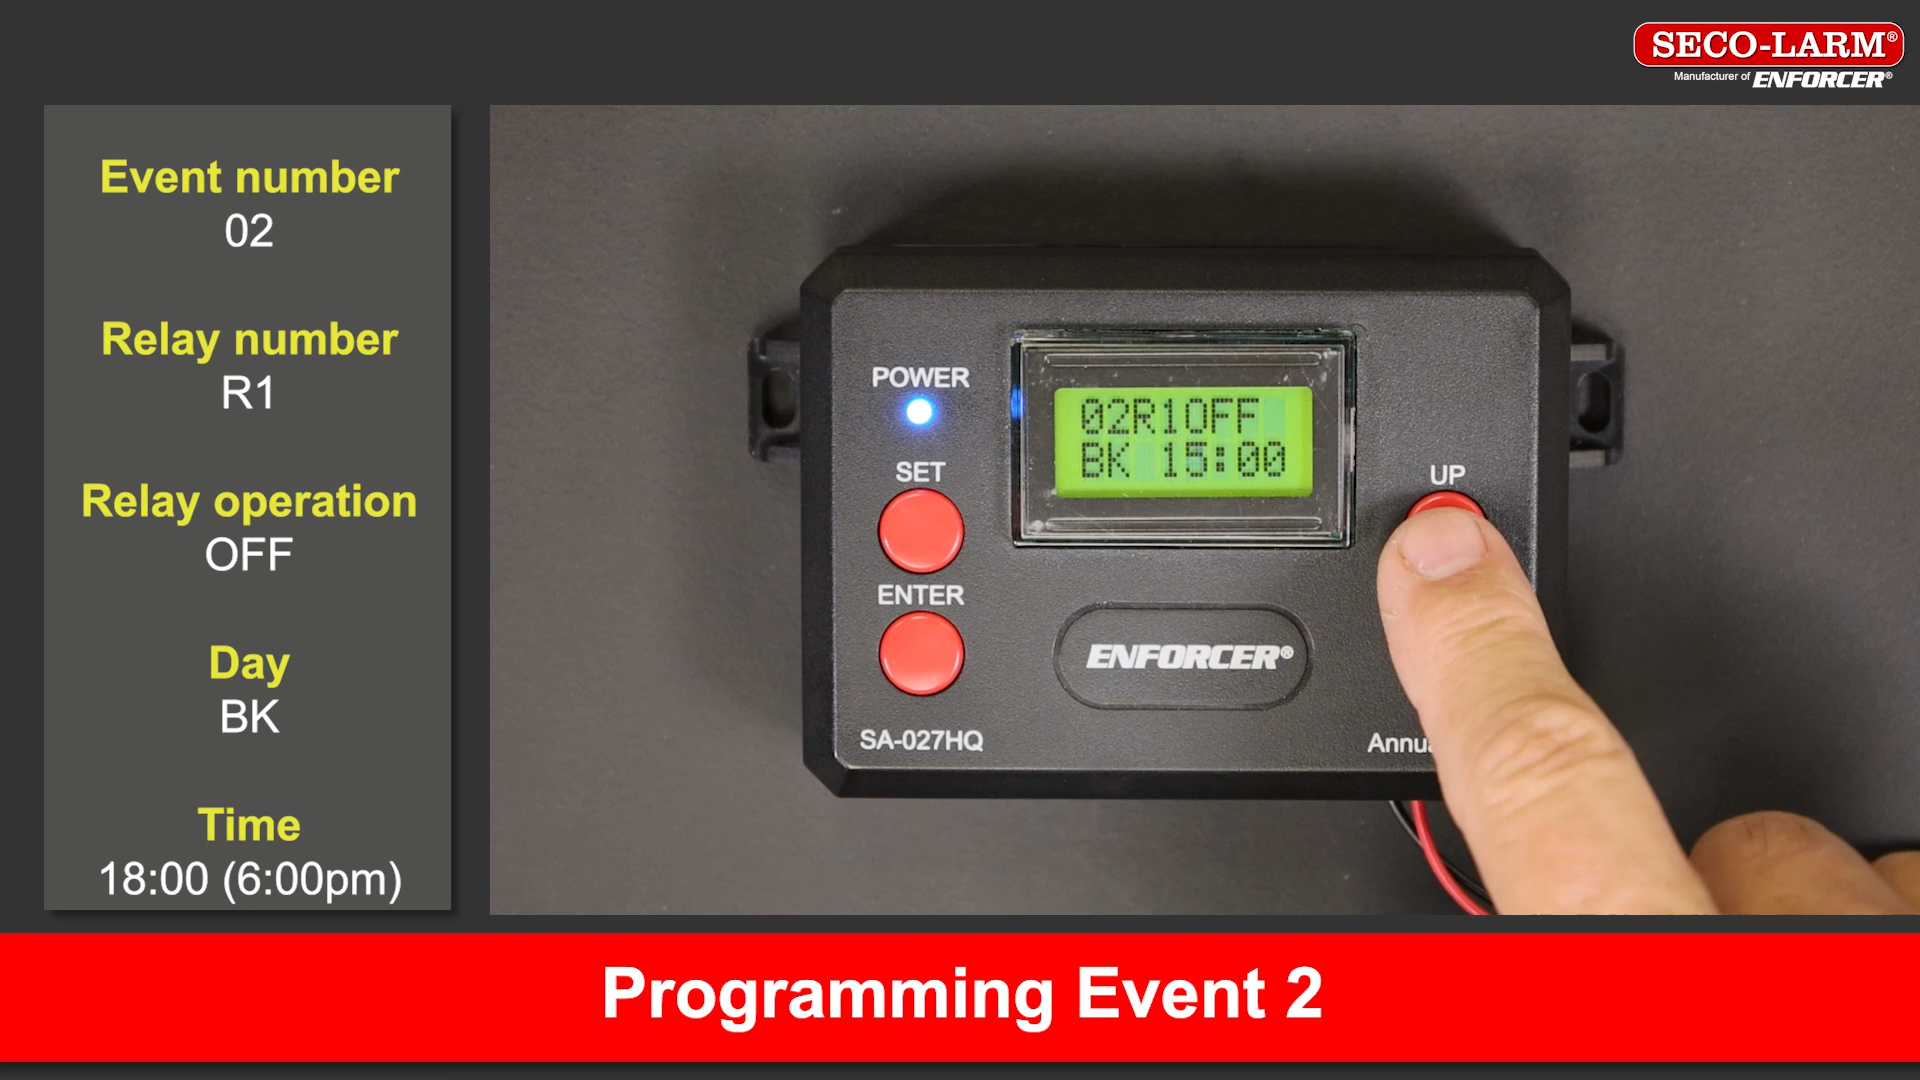 SECO-LARM®
Manufacturer of ENFORCER®
Event number
02
Relay number
R1
Relay operation
OFF
Day
BK
Time
18:00 (6:00pm)
POWER
02R1OFF
BK 15:00
SET
UP
ENTER
ENFORCER®
SA-027HQ
Programming Event 2